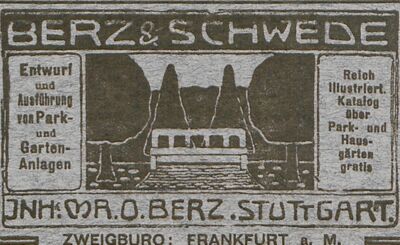 BERZ & SCHWEDE
Entwurf
und
Ausführung
von Park-
und
Garten-
Anlagen
Reich
illustriert.
Katalog
über
Park- und
Haus-
gärten
gratis
INH: MR. O. BERZ. STUTTGART.
ZWEIGBURO: FRANKFURT a. M.